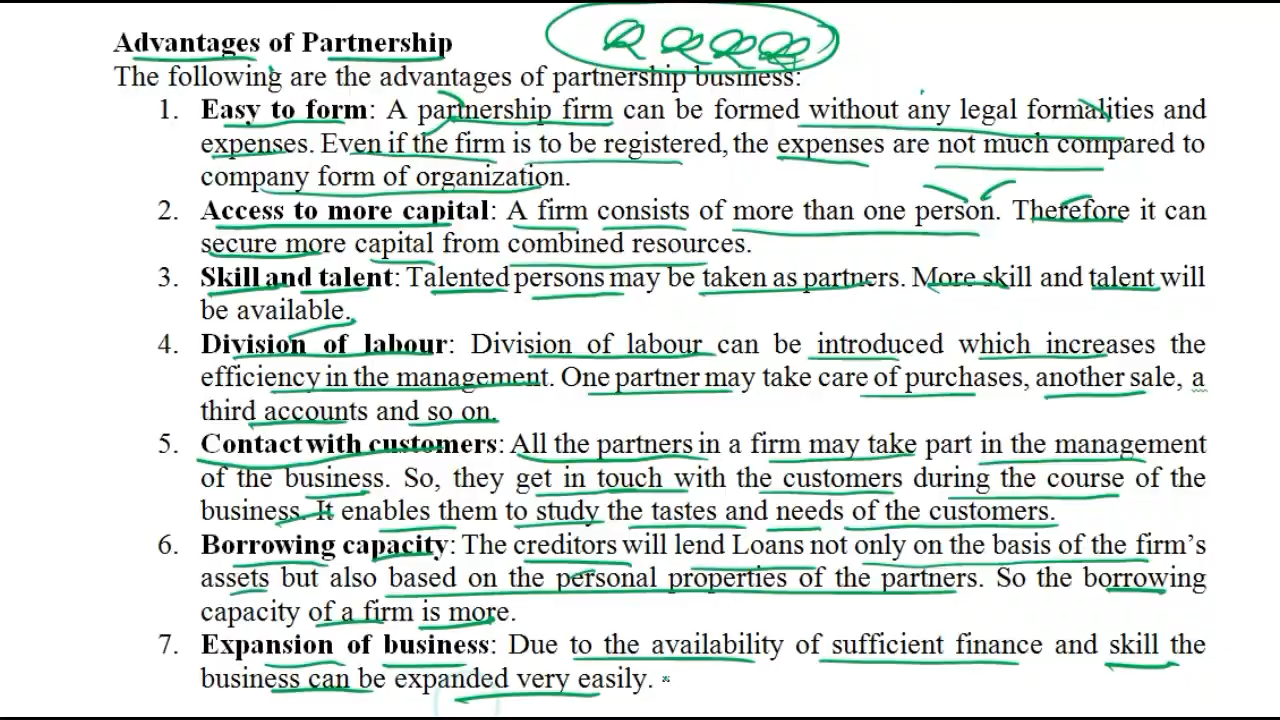 Advantages of Partnership
The following are the advantages of partnership business:
1. Easy to form: A partnership firm can be formed without any legal formalities and
expenses. Even if the firm is to be registered, the expenses are not much compared to
company form of organization.
2. Access to more capital: A firm consists of more than one person. Therefore it can
secure more capital from combined resources.
3. Skill and talent: Talented persons may be taken as partners. More skill and talent will
be available.
4. Division of labour: Division of labour can be introduced which increases the
efficiency in the management. One partner may take care of purchases, another sale, a
third accounts and so on.
5. Contact with customers: All the partners in a firm may take part in the management
of the business. So, they get in touch with the customers during the course of the
business. It enables them to study the tastes and needs of the customers.
6. Borrowing capacity: The creditors will lend Loans not only on the basis of the firm's
assets but also based on the personal properties of the partners. So the borrowing
capacity of a firm is more.
7. Expansion of business: Due to the availability of sufficient finance and skill the
business can be expanded very easily.